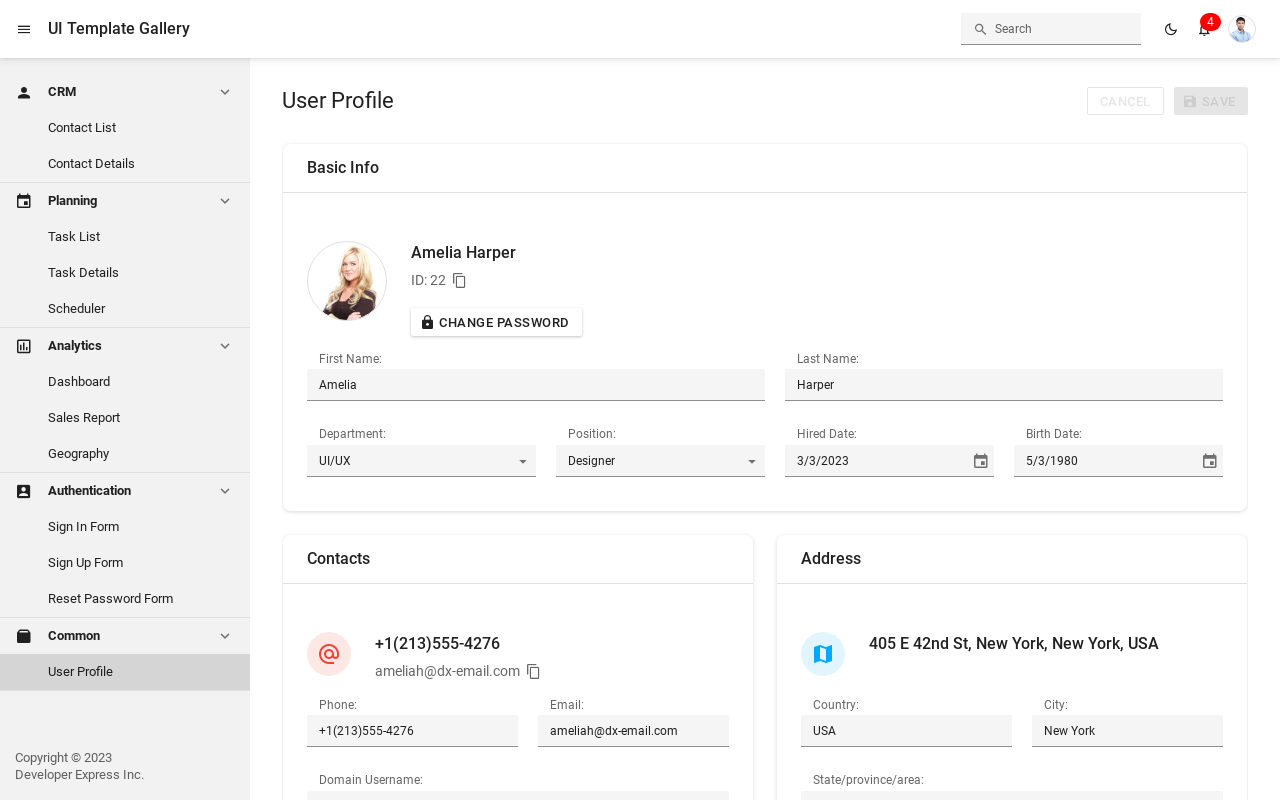 UI Template Gallery
Search
4
CRM
Contact List
Contact Details
Planning
Task List
Task Details
Scheduler
Analytics
Dashboard
Sales Report
Geography
Authentication
Sign In Form
Sign Up Form
Reset Password Form
Common
User Profile
Copyright © 2023
Developer Express Inc.
User Profile
CANCEL
SAVE
Basic Info
Amelia Harper
ID: 22
CHANGE PASSWORD
First Name:
Last Name:
Amelia
Harper
Department:
Position:
Hired Date:
Birth Date:
UI/UX
Designer
3/3/2023
5/3/1980
Contacts
+1(213)555-4276
ameliah@dx-email.com
Phone:
Email:
+1(213)555-4276
ameliah@dx-email.com
Domain Username:
Address
405 E 42nd St, New York, New York, USA
Country:
City:
USA
New York
State/province/area: